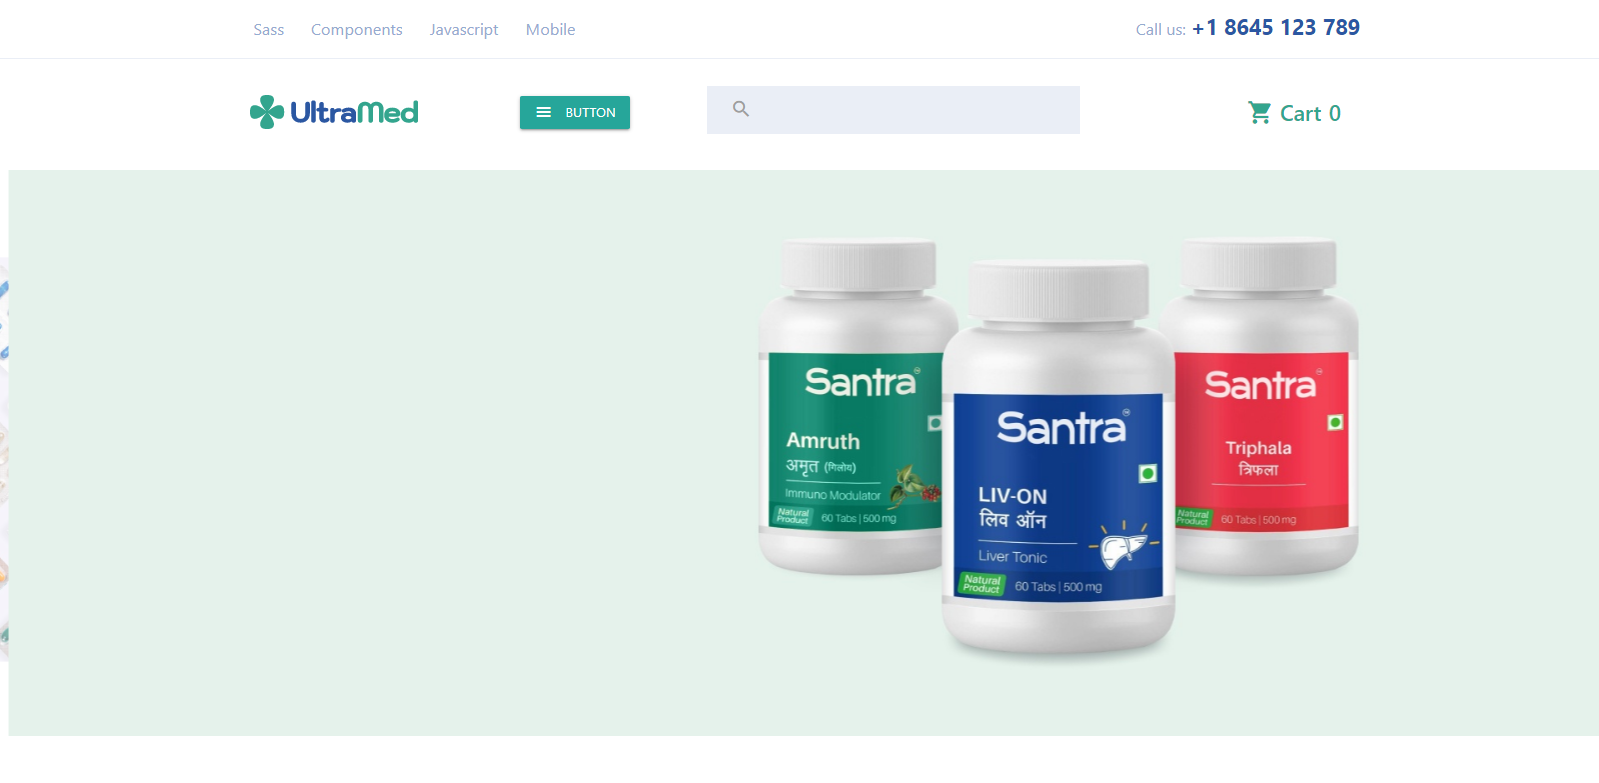 Sass Components Javascript Mobile Call us: +1 8645 123 789
UltraMed BUTTON Cart 0
Santra
Amruth
अमृत (गिलोय)
Immuno Modulator
Natural
Product
60 Tabs | 500 mg
Santra
LIV-ON
लिव ऑन
Liver Tonic
Natural
Product
60 Tabs | 500 mg
Santra
Triphala
त्रिफला
Natural
Product
60 Tabs | 500 mg